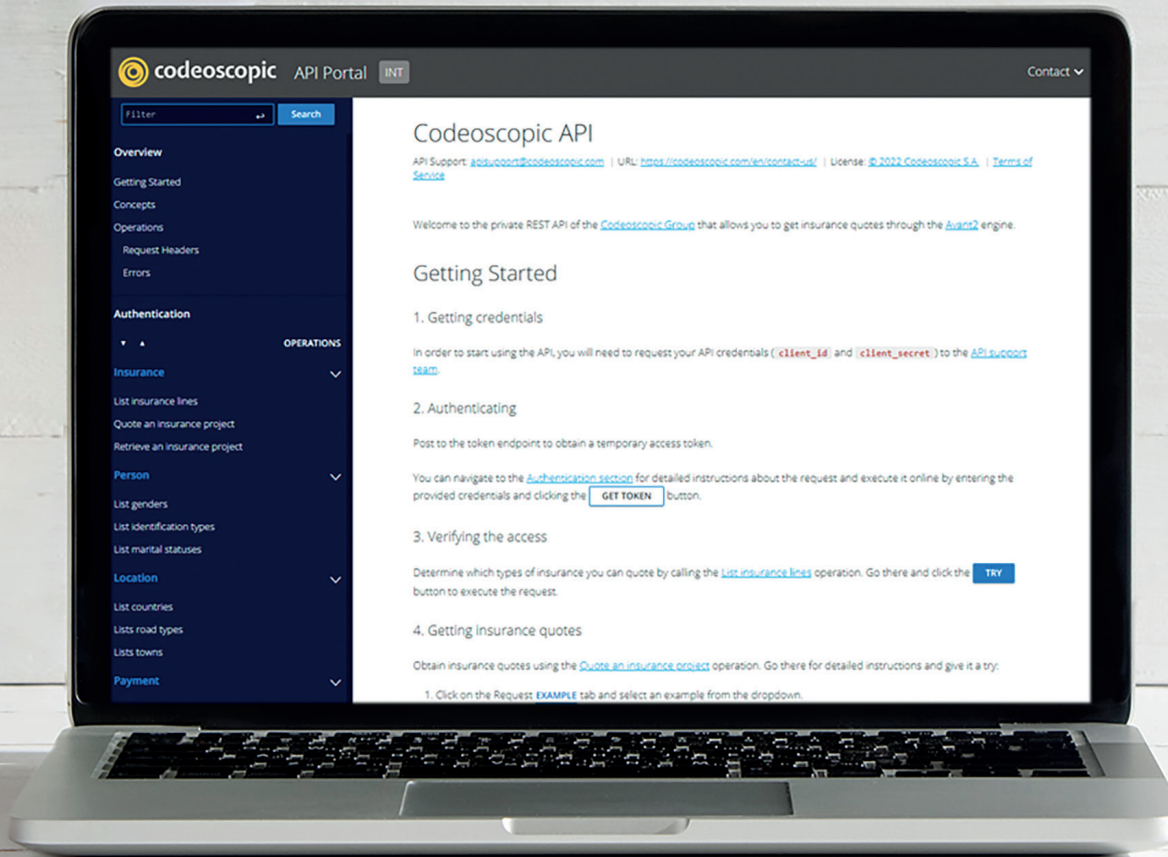 codeoscopic API Portal INT
Contact
Filter
Search
Overview
Getting Started
Concepts
Operations
Request Headers
Errors
Authentication
OPERATIONS
Insurance
List insurance lines
Quote an insurance project
Retrieve an insurance project
Person
List genders
List identification types
List marital statuses
Location
List countries
Lists road types
Lists towns
Payment
Codeoscopic API
API Support: apisupport@codeoscopic.com | URL: https://codeoscopic.com/en/contact-us/ | License: © 2022 Codeoscopic S.A. | Terms of
Service
Welcome to the private REST API of the Codeoscopic Group that allows you to get insurance quotes through the Avant2 engine.
Getting Started
1. Getting credentials
In order to start using the API, you will need to request your API credentials ( client_id and client_secret ) to the API support
team.
2. Authenticating
Post to the token endpoint to obtain a temporary access token.
You can navigate to the Authentication section for detailed instructions about the request and execute it online by entering the
provided credentials and clicking the GET TOKEN button.
3. Verifying the access
Determine which types of insurance you can quote by calling the List insurance lines operation. Go there and click the TRY
button to execute the request.
4. Getting insurance quotes
Obtain insurance quotes using the Quote an insurance project operation. Go there for detailed instructions and give it a try:
1. Click on the Request EXAMPLE tab and select an example from the dropdown.